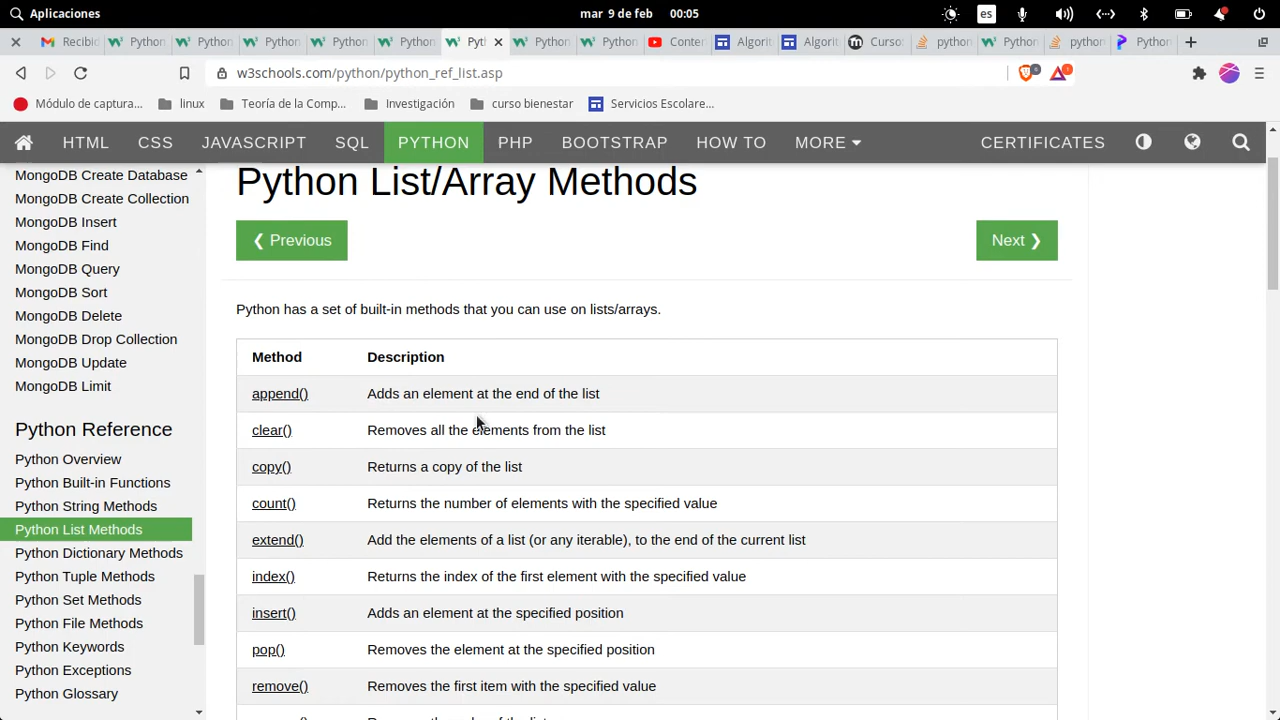 Aplicaciones
mar 9 de feb 00:05
es
Recib
Python
Python
Python
Python
Python
Pyt
Python
Python
Conter
Algori
Algori
Curso
python
Python
python
Python
w3schools.com/python/python_ref_list.asp
Módulo de captura...
linux
Teoría de la Comp...
Investigación
curso bienestar
Servicios Escolare...
HTML
CSS
JAVASCRIPT
SQL
PYTHON
PHP
BOOTSTRAP
HOW TO
MORE
CERTIFICATES
MongoDB Create Database
MongoDB Create Collection
MongoDB Insert
MongoDB Find
MongoDB Query
MongoDB Sort
MongoDB Delete
MongoDB Drop Collection
MongoDB Update
MongoDB Limit
Python Reference
Python Overview
Python Built-in Functions
Python String Methods
Python List Methods
Python Dictionary Methods
Python Tuple Methods
Python Set Methods
Python File Methods
Python Keywords
Python Exceptions
Python Glossary
Python List/Array Methods
❮ Previous
Next ❯
Python has a set of built-in methods that you can use on lists/arrays.
Method Description
append() Adds an element at the end of the list
clear() Removes all the elements from the list
copy() Returns a copy of the list
count() Returns the number of elements with the specified value
extend() Add the elements of a list (or any iterable), to the end of the current list
index() Returns the index of the first element with the specified value
insert() Adds an element at the specified position
pop() Removes the element at the specified position
remove() Removes the first item with the specified value